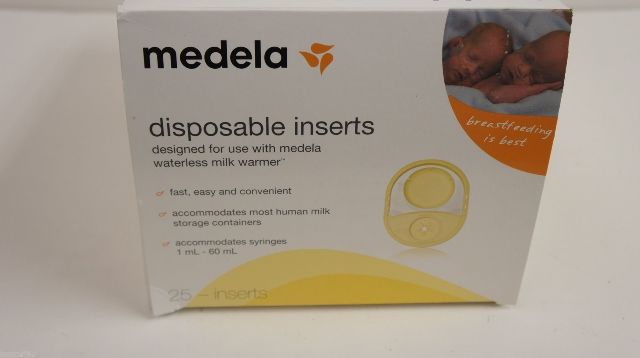 medela
disposable inserts
designed for use with medela
waterless milk warmer™
fast, easy and convenient
accommodates most human milk
storage containers
accommodates syringes
1 mL - 60 mL
25 – inserts
breastfeeding
is best